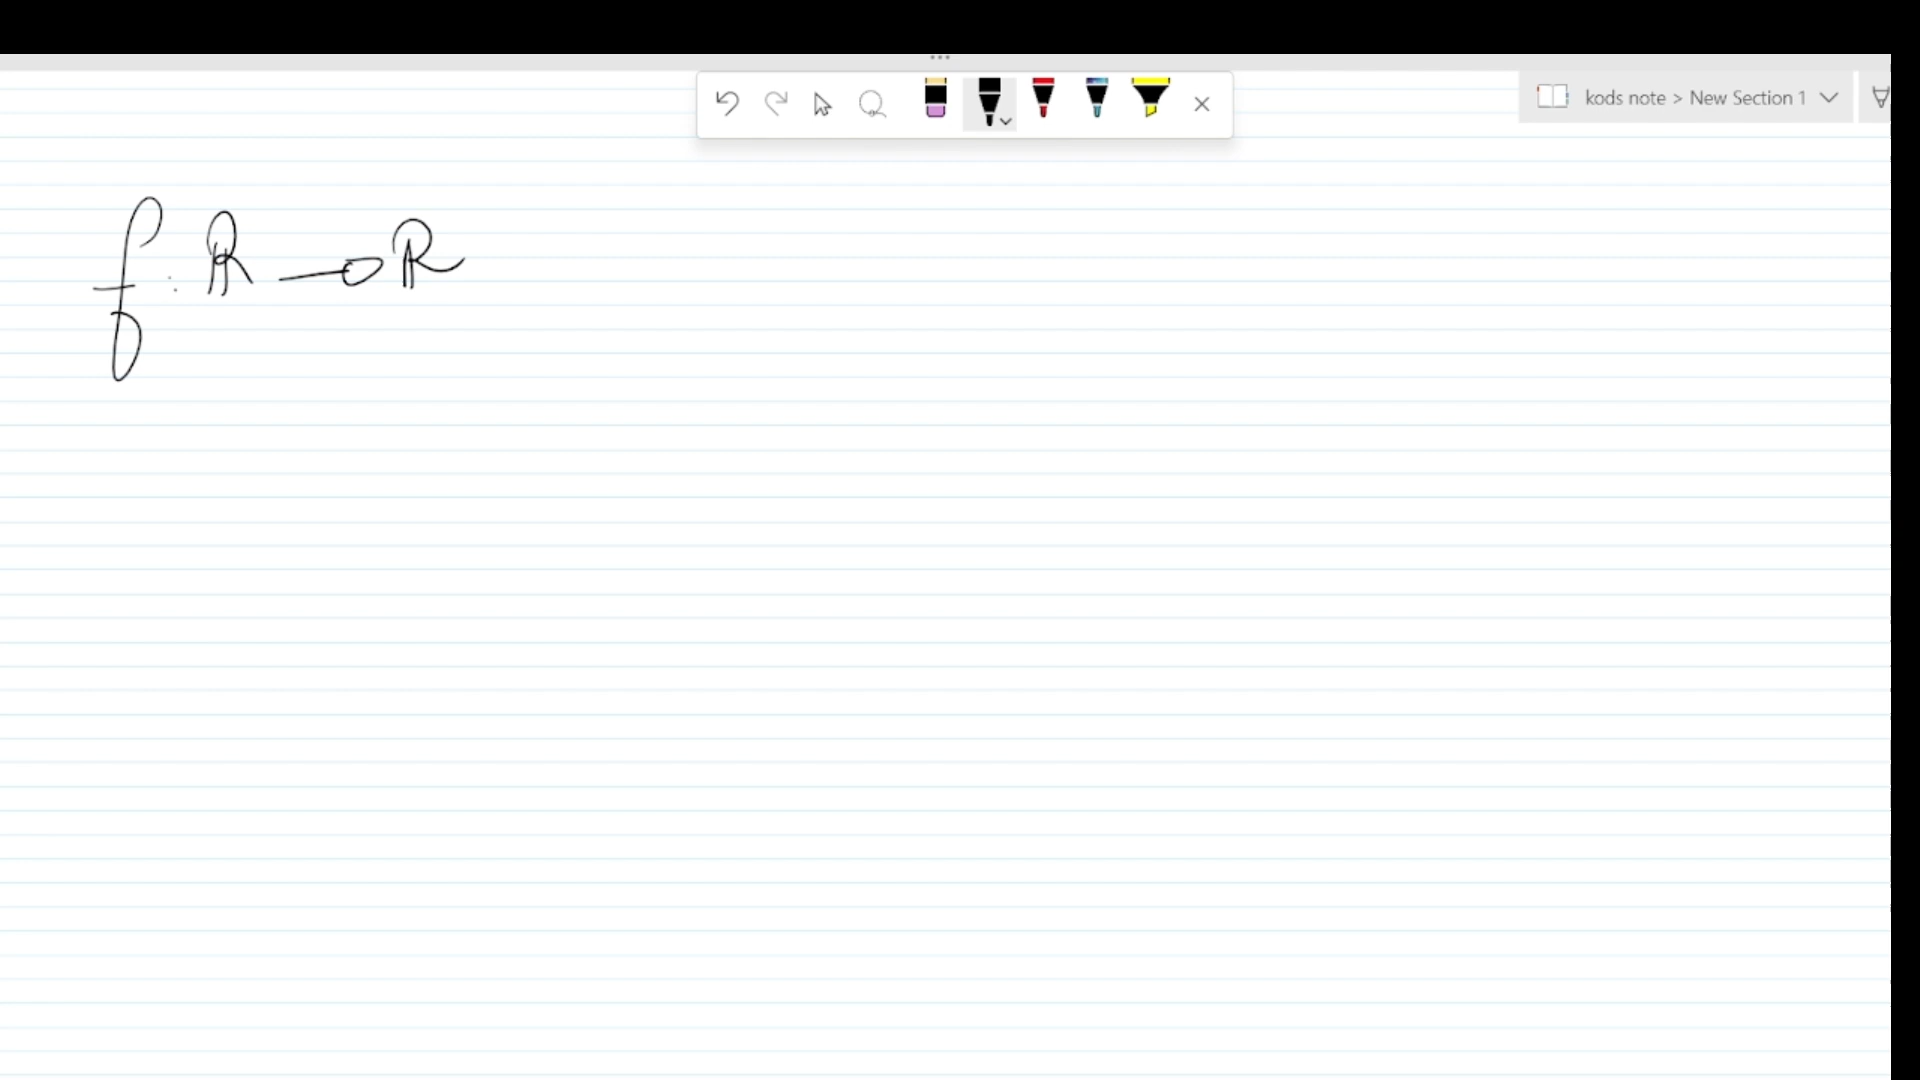 kods note > New Section 1
f: ℝ → ℝ